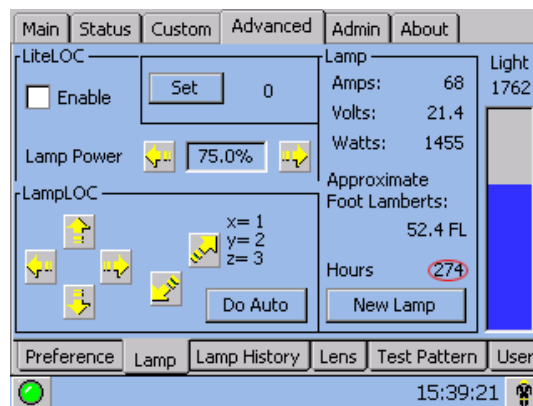 Main Status Custom Advanced Admin About
LiteLOC
Enable
Set 0
Lamp Power 75.0%
LampLOC
x= 1
y= 2
z= 3
Do Auto
Lamp
Amps: 68
Volts: 21.4
Watts: 1455
Approximate
Foot Lamberts:
52.4 FL
Hours 274
New Lamp
Light
1762
Preference Lamp Lamp History Lens Test Pattern User
15:39:21